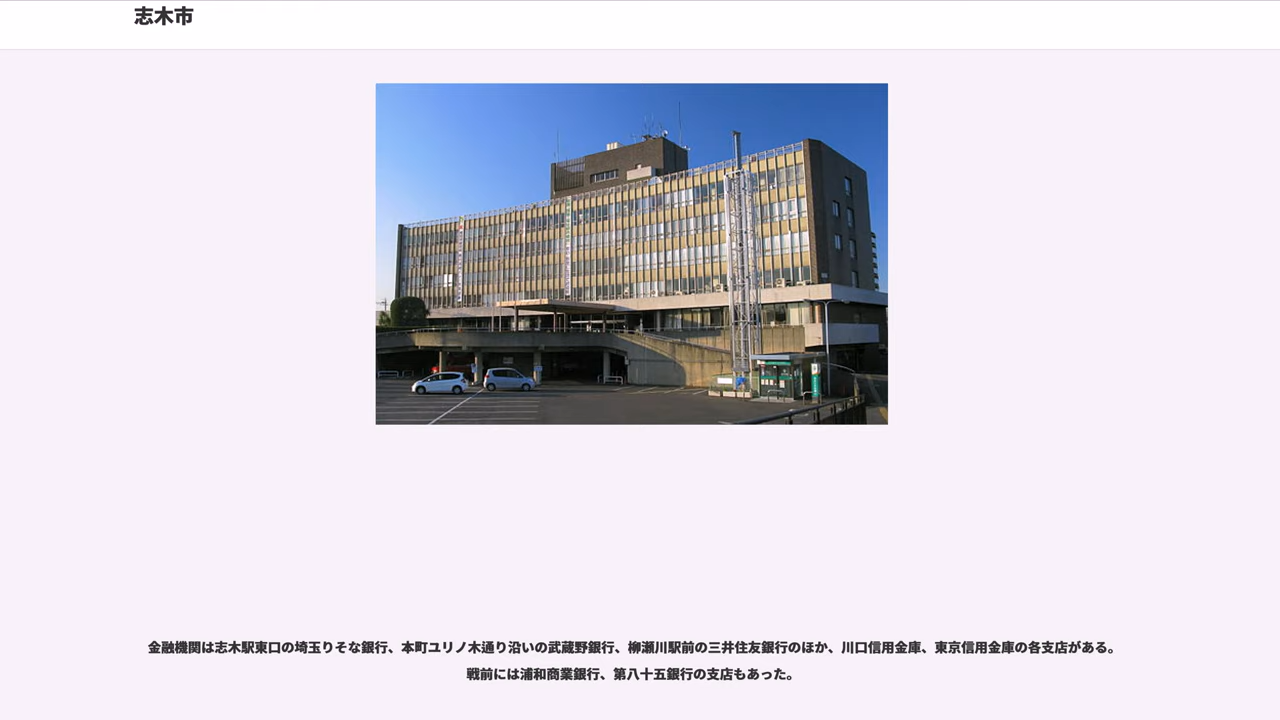 志木市
金融機関は志木駅東口の埼玉りそな銀行、本町ユリノ木通り沿いの武蔵野銀行、柳瀬川駅前の三井住友銀行のほか、川口信用金庫、東京信用金庫の各支店がある。
戦前には浦和商業銀行、第八十五銀行の支店もあった。